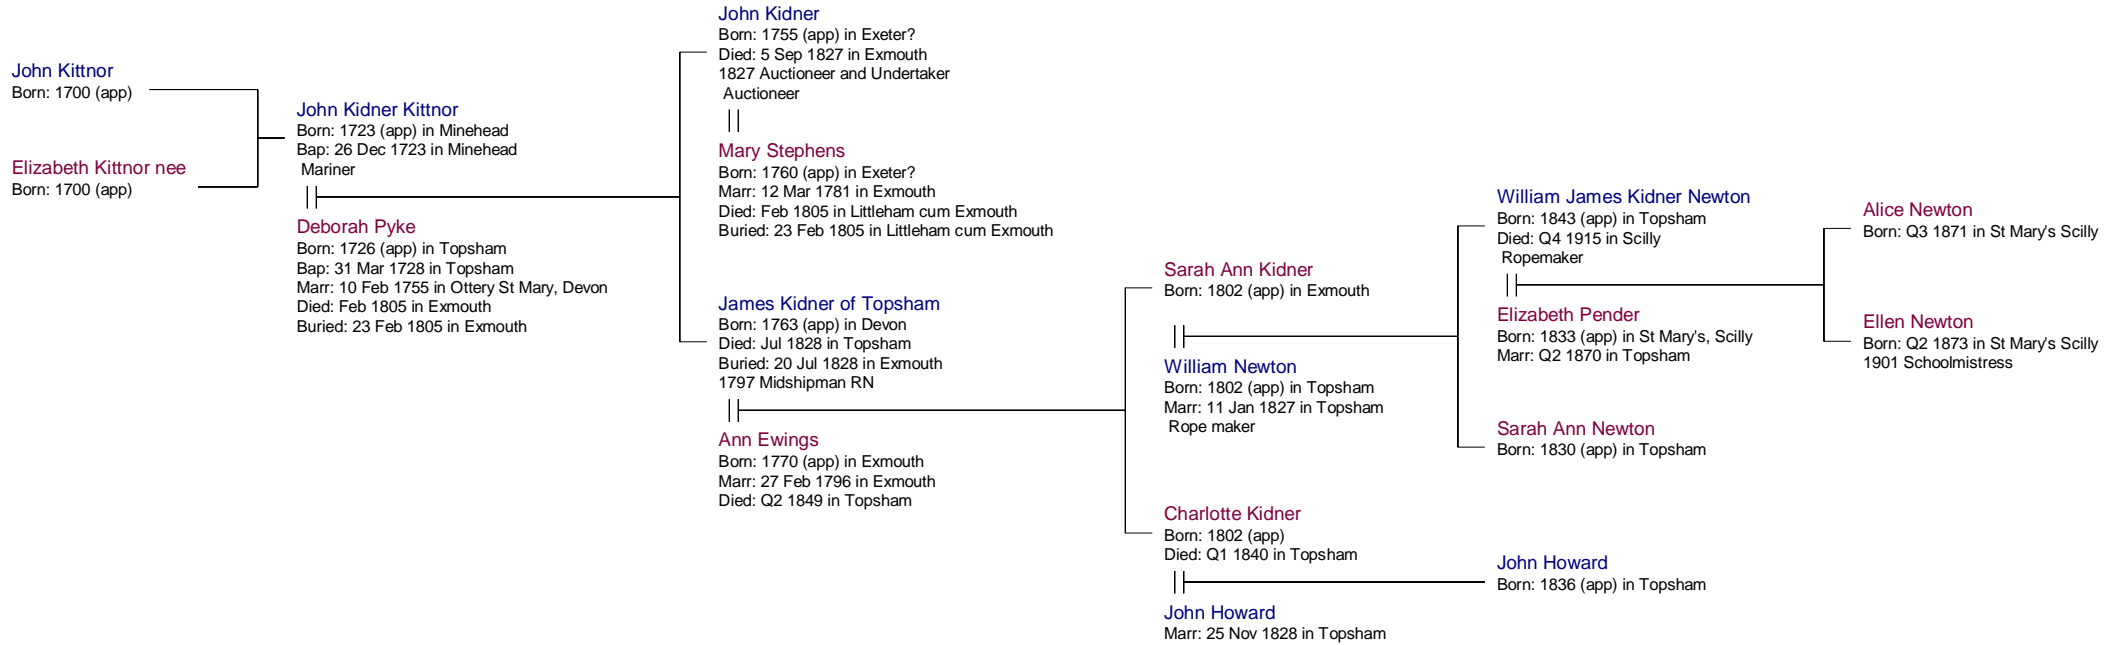 John Kittnor
Born: 1700 (app)
Elizabeth Kittnor nee
Born: 1700 (app)
John Kidner Kittnor
Born: 1723 (app) in Minehead
Bap: 26 Dec 1723 in Minehead
Mariner
Deborah Pyke
Born: 1726 (app) in Topsham
Bap: 31 Mar 1728 in Topsham
Marr: 10 Feb 1755 in Ottery St Mary, Devon
Died: Feb 1805 in Exmouth
Buried: 23 Feb 1805 in Exmouth
John Kidner
Born: 1755 (app) in Exeter?
Died: 5 Sep 1827 in Exmouth
1827 Auctioneer and Undertaker
Auctioneer
Mary Stephens
Born: 1760 (app) in Exeter?
Marr: 12 Mar 1781 in Exmouth
Died: Feb 1805 in Littleham cum Exmouth
Buried: 23 Feb 1805 in Littleham cum Exmouth
James Kidner of Topsham
Born: 1763 (app) in Devon
Died: Jul 1828 in Topsham
Buried: 20 Jul 1828 in Exmouth
1797 Midshipman RN
Ann Ewings
Born: 1770 (app) in Exmouth
Marr: 27 Feb 1796 in Exmouth
Died: Q2 1849 in Topsham
Sarah Ann Kidner
Born: 1802 (app) in Exmouth
William Newton
Born: 1802 (app) in Topsham
Marr: 11 Jan 1827 in Topsham
Rope maker
Charlotte Kidner
Born: 1802 (app)
Died: Q1 1840 in Topsham
John Howard
Marr: 25 Nov 1828 in Topsham
William James Kidner Newton
Born: 1843 (app) in Topsham
Died: Q4 1915 in Scilly
Ropemaker
Elizabeth Pender
Born: 1833 (app) in St Mary's, Scilly
Marr: Q2 1870 in Topsham
Sarah Ann Newton
Born: 1830 (app) in Topsham
John Howard
Born: 1836 (app) in Topsham
Alice Newton
Born: Q3 1871 in St Mary's Scilly
Ellen Newton
Born: Q2 1873 in St Mary's Scilly
1901 Schoolmistress